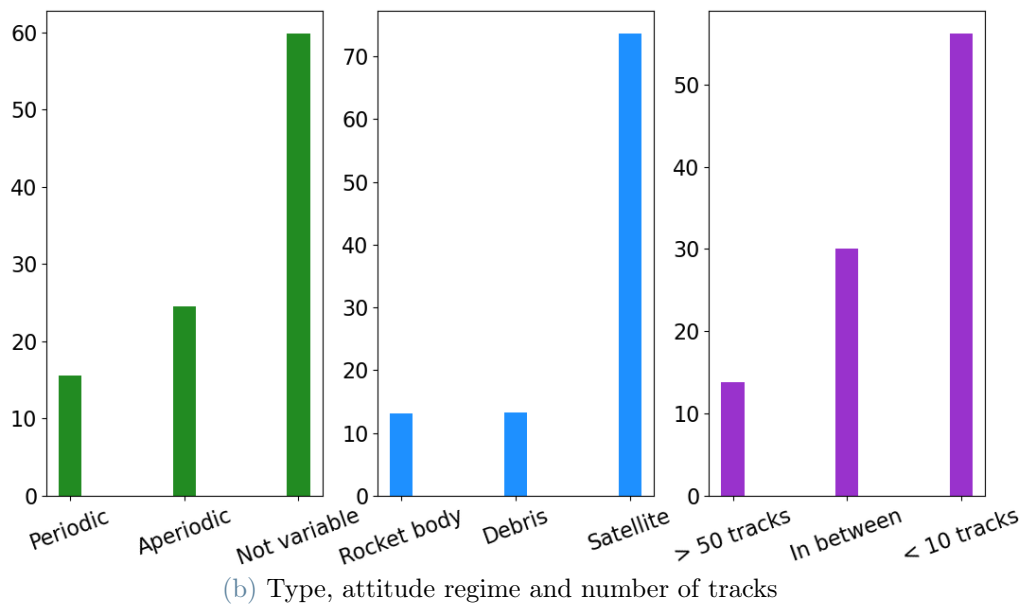 60
50
40
30
20
10
0
Periodic
Aperiodic
Not variable
70
60
50
40
30
20
10
0
Rocket body
Debris
Satellite
50
40
30
20
10
0
> 50 tracks
In between
< 10 tracks
(b) Type, attitude regime and number of tracks